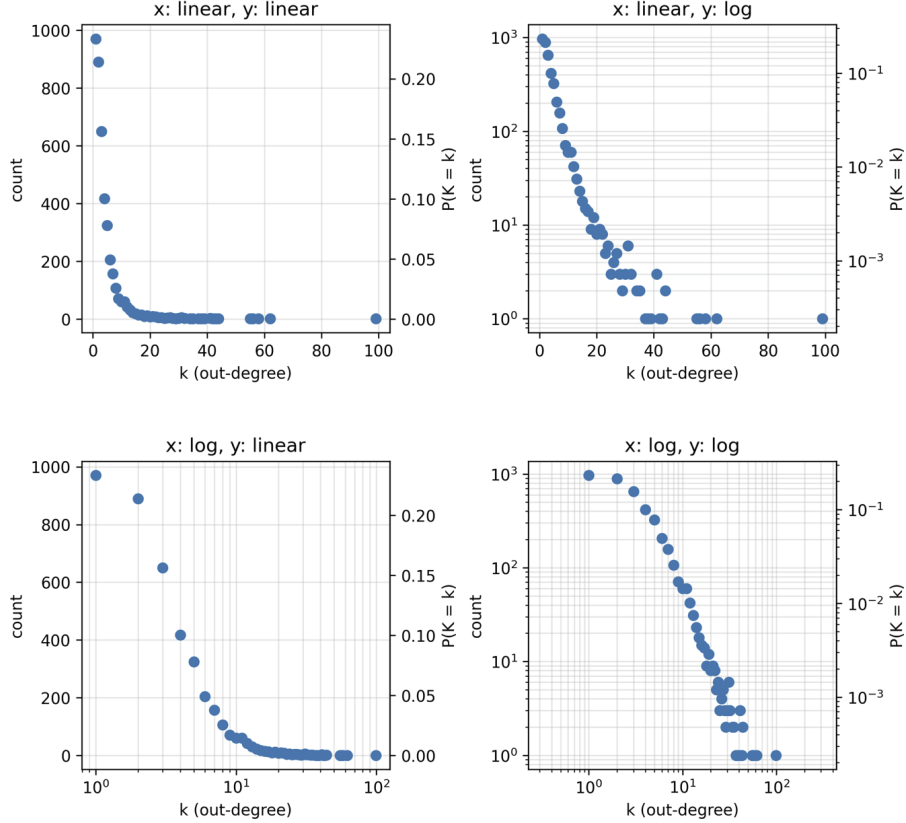 x: linear, y: linear
1000
800
600
400
200
0
count
0.20
0.15
0.10
0.05
0.00
P(K = k)
0 20 40 60 80 100
k (out-degree)
x: linear, y: log
10³
10²
10¹
10⁰
count
10⁻¹
10⁻²
10⁻³
P(K = k)
0 20 40 60 80 100
k (out-degree)
x: log, y: linear
1000
800
600
400
200
0
count
0.20
0.15
0.10
0.05
0.00
P(K = k)
10⁰ 10¹ 10²
k (out-degree)
x: log, y: log
10³
10²
10¹
10⁰
count
10⁻¹
10⁻²
10⁻³
P(K = k)
10⁰ 10¹ 10²
k (out-degree)